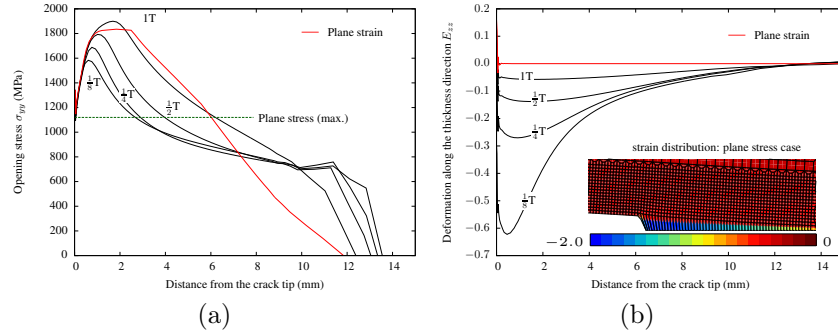 2000
1800
1600
1400
1200
1000
800
600
400
200
0
Opening stress σyy (MPa)
1T
Plane strain
1/8T
1/4T
1/2T
Plane stress (max.)
0 2 4 6 8 10 12 14
Distance from the crack tip (mm)
(a)
0.1
0.0
−0.1
−0.2
−0.3
−0.4
−0.5
−0.6
−0.7
Deformation along the thickness direction Ezz
Plane strain
1T
1/2T
1/4T
1/8T
strain distribution: plane stress case
−2.0 0
0 2 4 6 8 10 12 14
Distance from the crack tip (mm)
(b)